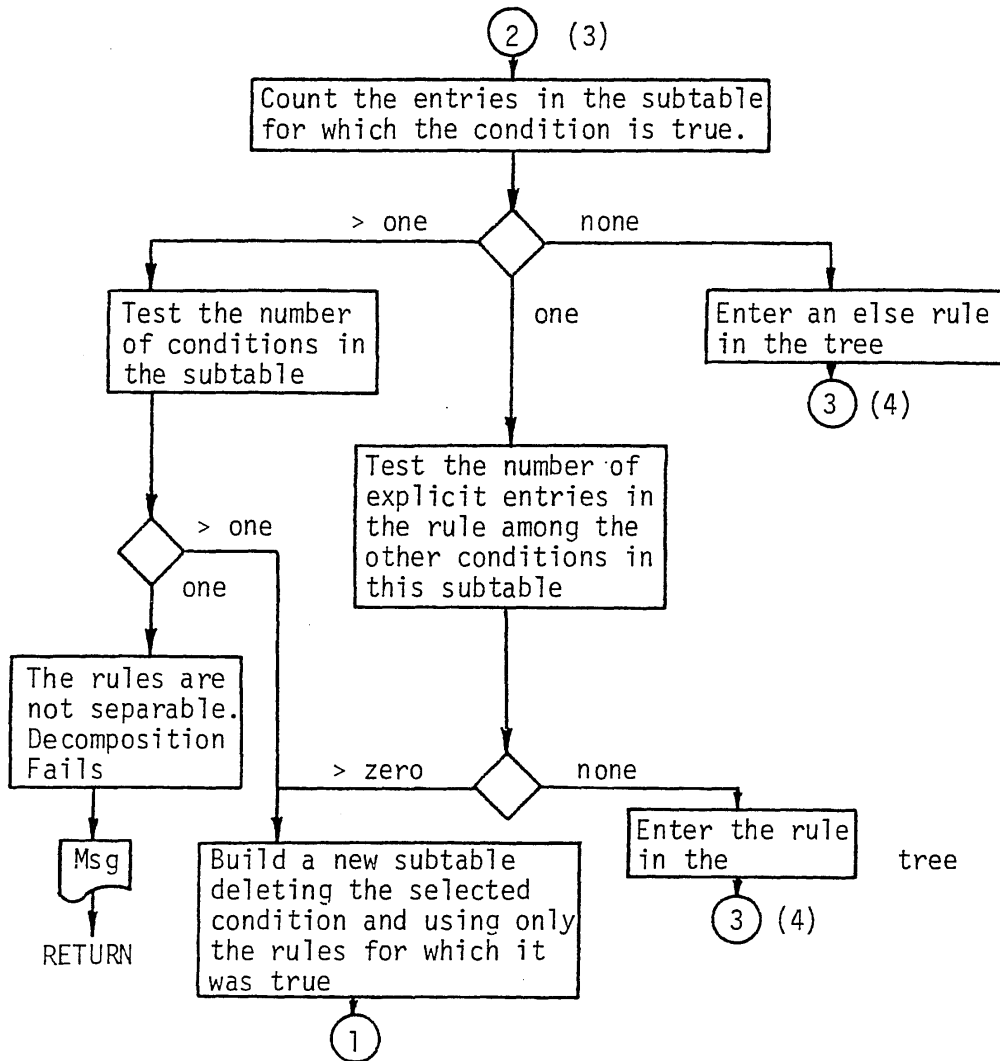 2 (3)
Count the entries in the subtable
for which the condition is true.
> one
none
one
Test the number
of conditions in
the subtable
Enter an else rule
in the tree
3 (4)
Test the number of
explicit entries in
the rule among the
other conditions in
this subtable
> one
one
The rules are
not separable.
Decomposition
Fails
Msg
RETURN
> zero
none
Build a new subtable
deleting the selected
condition and using only
the rules for which it
was true
1
Enter the rule
in the tree
3 (4)